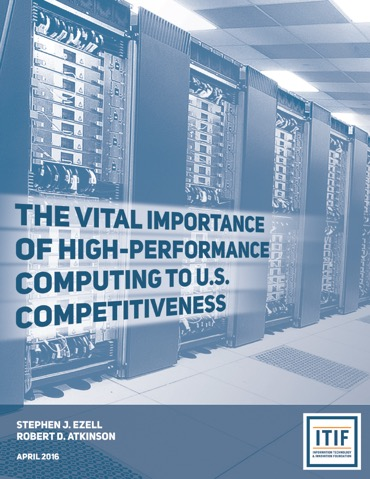 THE VITAL IMPORTANCE
OF HIGH-PERFORMANCE
COMPUTING TO U.S.
COMPETITIVENESS
STEPHEN J. EZELL
ROBERT D. ATKINSON
APRIL 2016
ITIF
INFORMATION TECHNOLOGY
& INNOVATION FOUNDATION